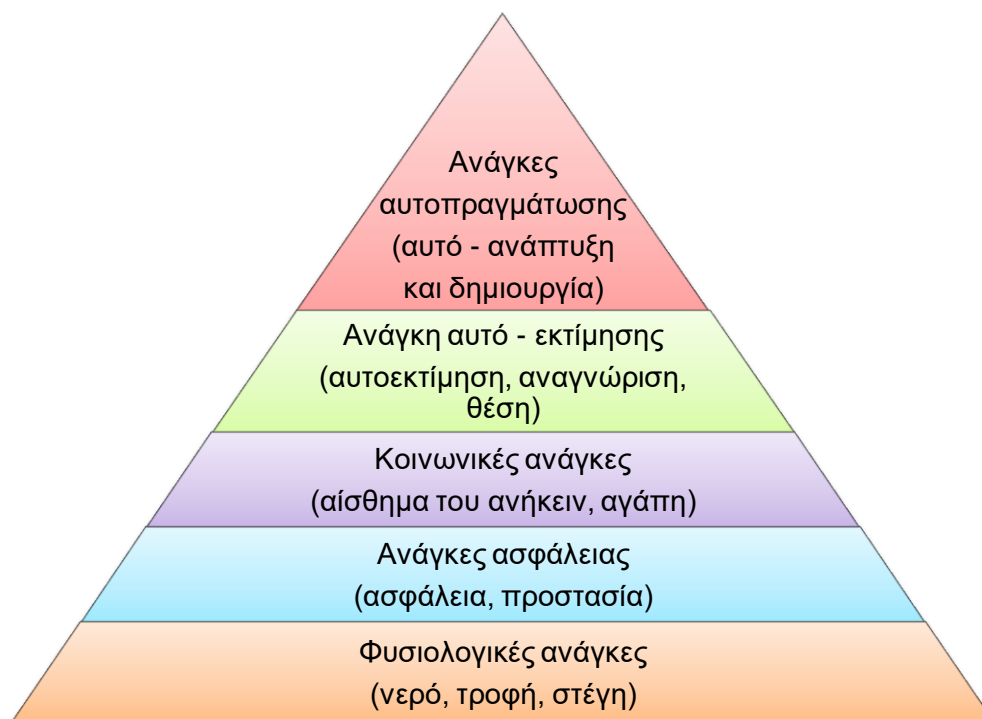 Ανάγκες
αυτοπραγμάτωσης
(αυτό - ανάπτυξη
και δημιουργία)
Ανάγκη αυτό - εκτίμησης
(αυτοεκτίμηση, αναγνώριση,
θέση)
Κοινωνικές ανάγκες
(αίσθημα του ανήκειν, αγάπη)
Ανάγκες ασφάλειας
(ασφάλεια, προστασία)
Φυσιολογικές ανάγκες
(νερό, τροφή, στέγη)